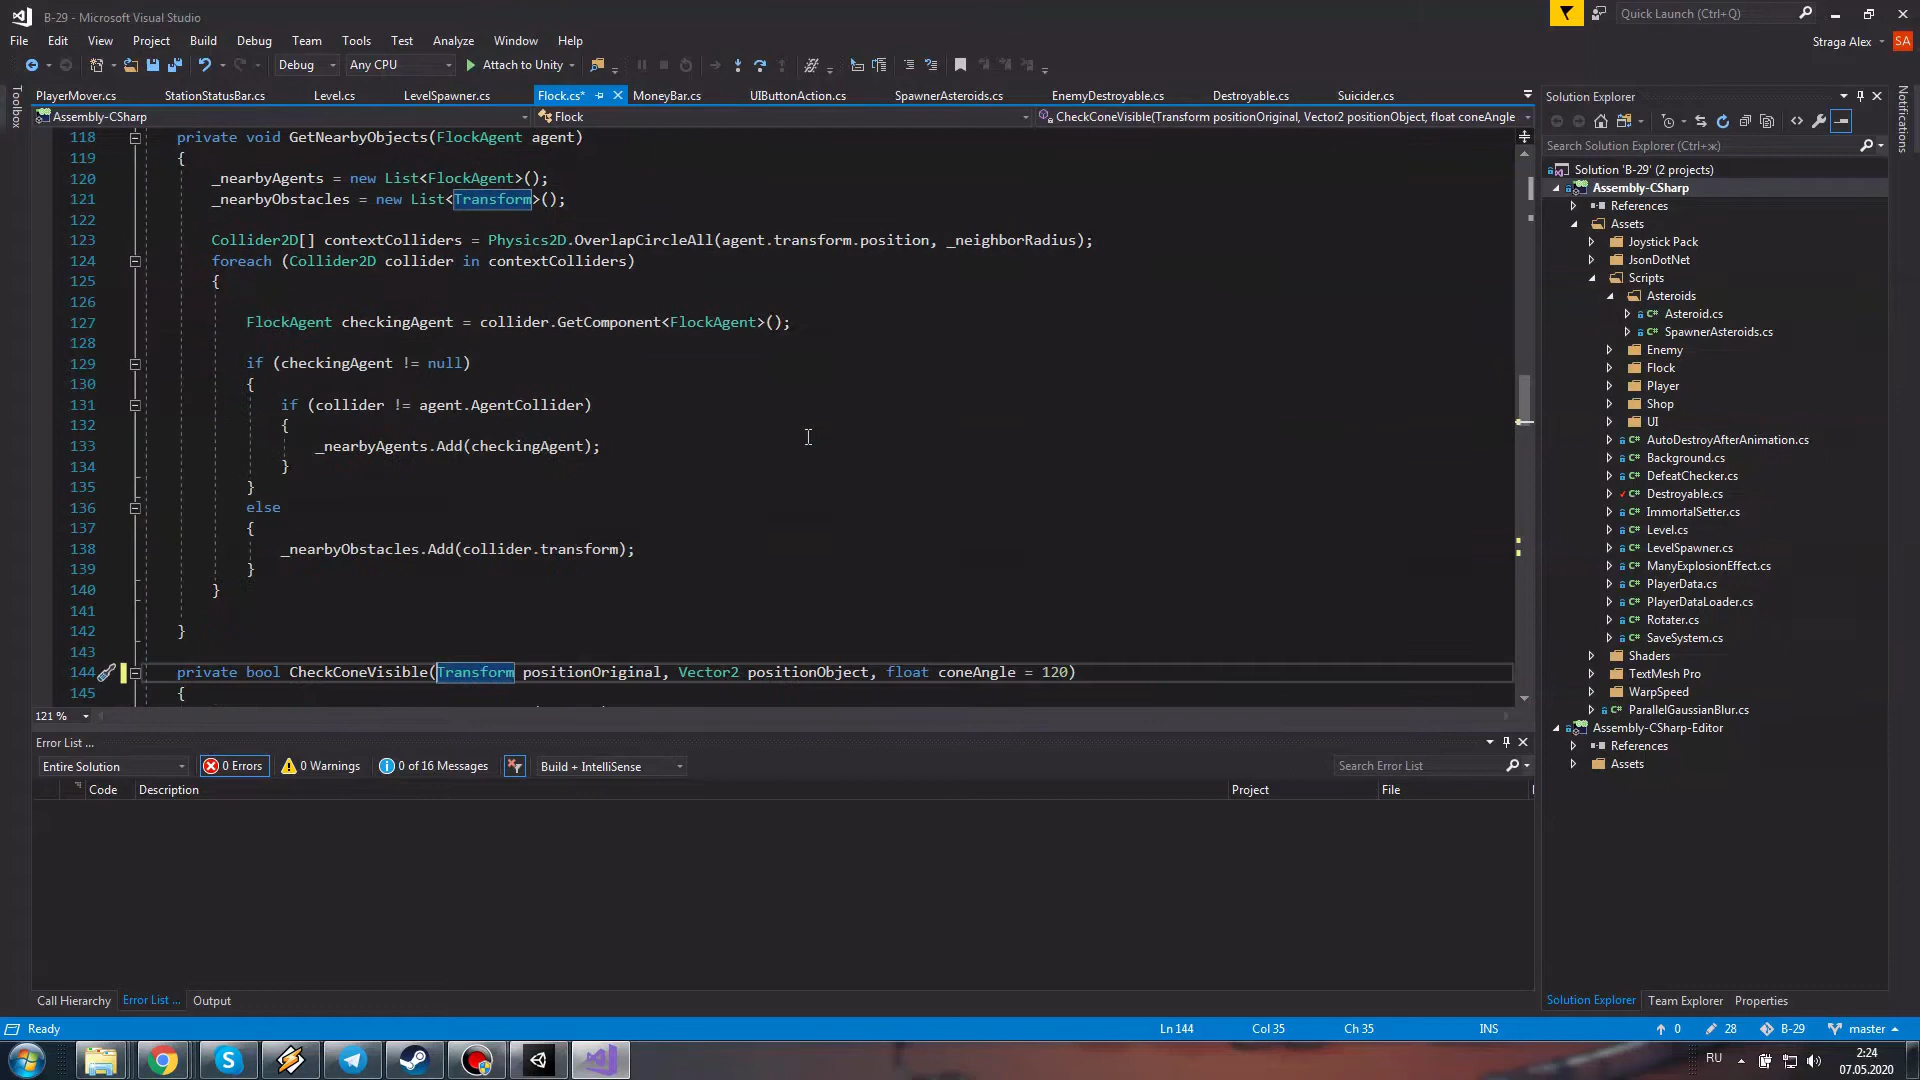 B-29 - Microsoft Visual Studio
Quick Launch (Ctrl+Q)
File Edit View Project Build Debug Team Tools Test Analyze Window Help
Straga Alex SA
Debug Any CPU Attach to Unity
Toolbox
PlayerMover.cs StationStatusBar.cs Level.cs LevelSpawner.cs Flock.cs* MoneyBar.cs UIButtonAction.cs SpawnerAsteroids.cs EnemyDestroyable.cs Destroyable.cs Suicider.cs
Assembly-CSharp Flock CheckConeVisible(Transform positionOriginal, Vector2 positionObject, float coneAngle
118 private void GetNearbyObjects(FlockAgent agent)
119 {
120 _nearbyAgents = new List<FlockAgent>();
121 _nearbyObstacles = new List<Transform>();
122
123 Collider2D[] contextColliders = Physics2D.OverlapCircleAll(agent.transform.position, _neighborRadius);
124 foreach (Collider2D collider in contextColliders)
125 {
126
127 FlockAgent checkingAgent = collider.GetComponent<FlockAgent>();
128
129 if (checkingAgent != null)
130 {
131 if (collider != agent.AgentCollider)
132 {
133 _nearbyAgents.Add(checkingAgent);
134 }
135 }
136 else
137 {
138 _nearbyObstacles.Add(collider.transform);
139 }
140 }
141
142 }
143
144 private bool CheckConeVisible(Transform positionOriginal, Vector2 positionObject, float coneAngle = 120)
145 {
121 %
Error List ...
Entire Solution 0 Errors 0 Warnings 0 of 16 Messages Build + IntelliSense Search Error List
Code Description Project File
Call Hierarchy Error List ... Output
Solution Explorer
Search Solution Explorer (Ctrl+ж)
Solution 'B-29' (2 projects)
Assembly-CSharp
References
Assets
Joystick Pack
JsonDotNet
Scripts
Asteroids
C# Asteroid.cs
C# SpawnerAsteroids.cs
Enemy
Flock
Player
Shop
UI
C# AutoDestroyAfterAnimation.cs
C# Background.cs
C# DefeatChecker.cs
C# Destroyable.cs
C# ImmortalSetter.cs
C# Level.cs
C# LevelSpawner.cs
C# ManyExplosionEffect.cs
C# PlayerData.cs
C# PlayerDataLoader.cs
C# Rotater.cs
C# SaveSystem.cs
Shaders
TextMesh Pro
WarpSpeed
C# ParallelGaussianBlur.cs
Assembly-CSharp-Editor
References
Assets
Solution Explorer Team Explorer Properties
Notifications
Ready Ln 144 Col 35 Ch 35 INS 0 28 B-29 master
RU 2:24
07.05.2020